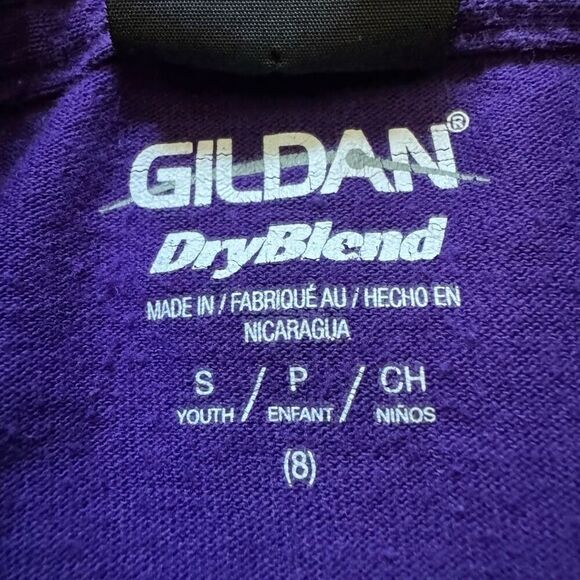 GILDAN®
DryBlend
MADE IN / FABRIQUÉ AU / HECHO EN
NICARAGUA
S / P / CH
YOUTH / ENFANT / NIÑOS
(8)